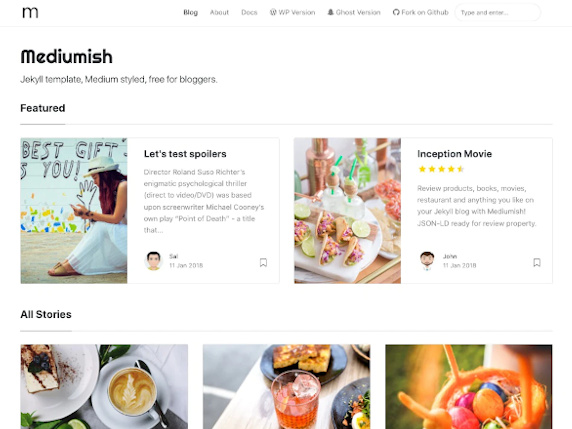 m
Blog About Docs WP Version Ghost Version Fork on Github Type and enter...
Mediumish
Jekyll template, Medium styled, free for bloggers.
Featured
BEST GIFT
YOU!
Let's test spoilers
Director Roland Suso Richter's
enigmatic psychological thriller
(direct to video/DVD) was based
upon screenwriter Michael Cooney's
own play "Point of Death" - a title
that...
Sal
11 Jan 2018
Inception Movie
Review products, books, movies,
restaurant and anything you like on
your Jekyll blog with Mediumish!
JSON-LD ready for review property.
John
11 Jan 2018
All Stories